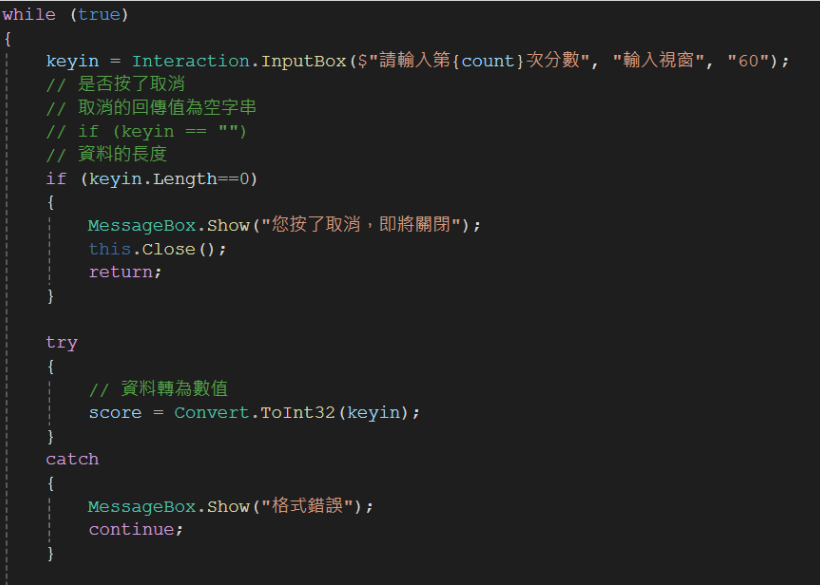 while (true)
{
keyin = Interaction.InputBox($"請輸入第{count}次分數", "輸入視窗", "60");
// 是否按了取消
// 取消的回傳值為空字串
// if (keyin == "")
// 資料的長度
if (keyin.Length==0)
{
MessageBox.Show("您按了取消，即將關閉");
this.Close();
return;
}
try
{
// 資料轉為數值
score = Convert.ToInt32(keyin);
}
catch
{
MessageBox.Show("格式錯誤");
continue;
}